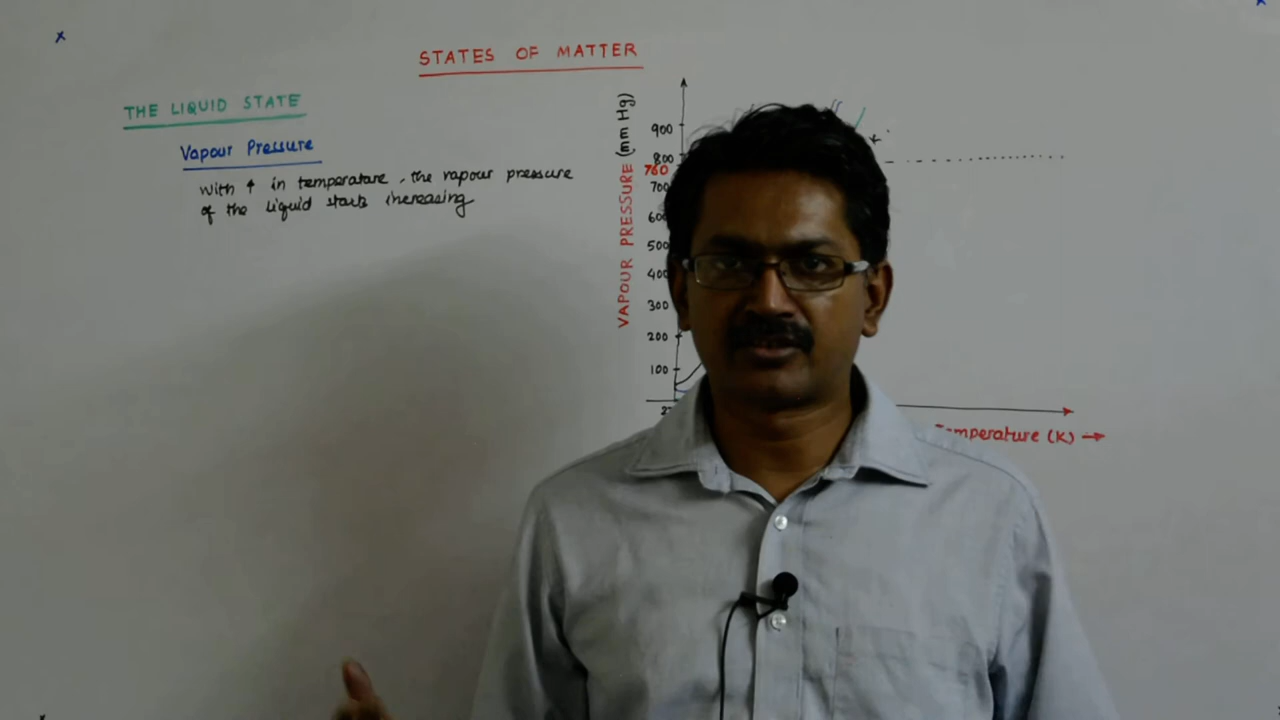 STATES OF MATTER
THE LIQUID STATE
Vapour Pressure
With ↑ in temperature, the vapour pressure
of the liquid starts increasing
VAPOUR PRESSURE (mm Hg)
900
800
760
700
500
400
300
200
100
Temperature (K) →